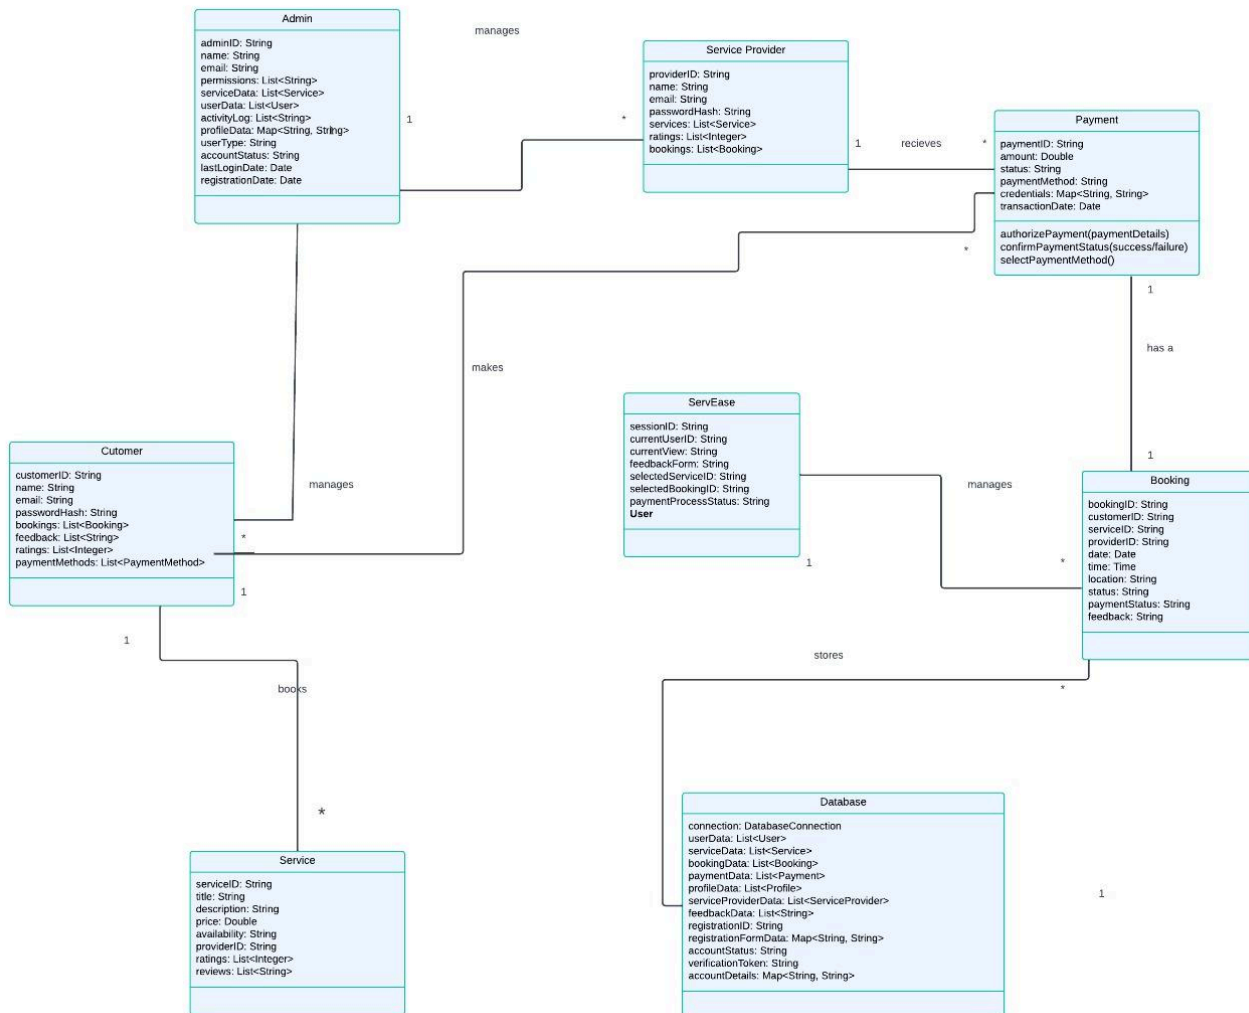 Admin
adminID: String
name: String
email: String
permissions: List<String>
serviceData: List<Service>
userData: List<User>
activityLog: List<String>
profileData: Map<String, String>
userType: String
accountStatus: String
lastLoginDate: Date
registrationDate: Date
manages
1
*
Service Provider
providerID: String
name: String
email: String
passwordHash: String
services: List<Service>
ratings: List<Integer>
bookings: List<Booking>
1
recieves
*
Payment
paymentID: String
amount: Double
status: String
paymentMethod: String
credentials: Map<String, String>
transactionDate: Date
authorizePayment(paymentDetails)
confirmPaymentStatus(success/failure)
selectPaymentMethod()
*
1
has a
1
makes
manages
*
1
Cutomer
customerID: String
name: String
email: String
passwordHash: String
bookings: List<Booking>
feedback: List<String>
ratings: List<Integer>
paymentMethods: List<PaymentMethod>
1
books
*
ServEase
sessionID: String
currentUserID: String
currentView: String
feedbackForm: String
selectedServiceID: String
selectedBookingID: String
paymentProcessStatus: String
User
1
manages
*
Booking
bookingID: String
customerID: String
serviceID: String
providerID: String
date: Date
time: Time
location: String
status: String
paymentStatus: String
feedback: String
stores
*
Service
serviceID: String
title: String
description: String
price: Double
availability: String
providerID: String
ratings: List<Integer>
reviews: List<String>
Database
connection: DatabaseConnection
userData: List<User>
serviceData: List<Service>
bookingData: List<Booking>
paymentData: List<Payment>
profileData: List<Profile>
serviceProviderData: List<ServiceProvider>
feedbackData: List<String>
registrationID: String
registrationFormData: Map<String, String>
accountStatus: String
verificationToken: String
accountDetails: Map<String, String>
1